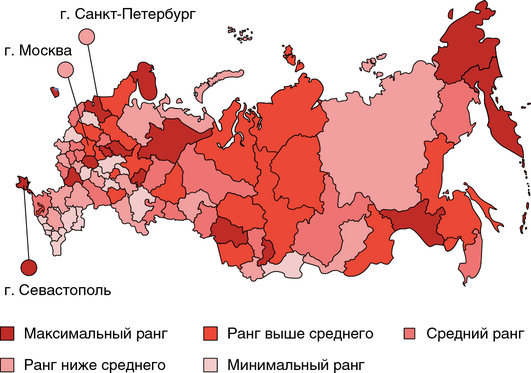 г. Санкт-Петербург
г. Москва
г. Севастополь
Максимальный ранг
Ранг выше среднего
Средний ранг
Ранг ниже среднего
Минимальный ранг